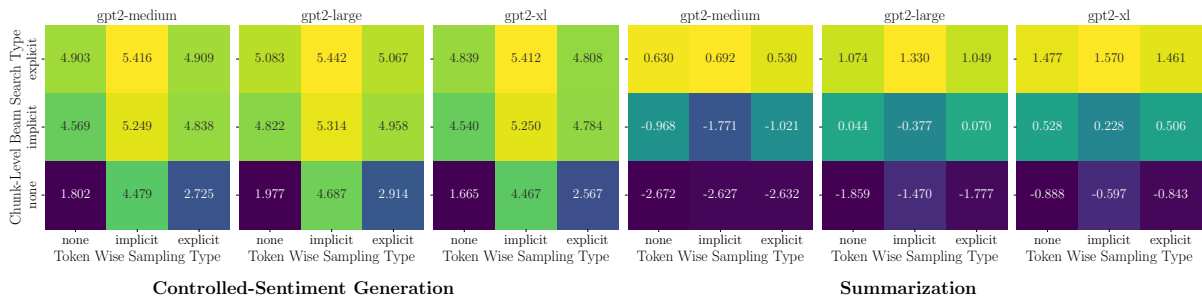 gpt2-medium gpt2-large gpt2-xl gpt2-medium gpt2-large gpt2-xl
Chunk-Level Beam Search Type
explicit 4.903 5.416 4.909 5.083 5.442 5.067 4.839 5.412 4.808 0.630 0.692 0.530 1.074 1.330 1.049 1.477 1.570 1.461
implicit 4.569 5.249 4.838 4.822 5.314 4.958 4.540 5.250 4.784 -0.968 -1.771 -1.021 0.044 -0.377 0.070 0.528 0.228 0.506
none 1.802 4.479 2.725 1.977 4.687 2.914 1.665 4.467 2.567 -2.672 -2.627 -2.632 -1.859 -1.470 -1.777 -0.888 -0.597 -0.843
none implicit explicit none implicit explicit none implicit explicit none implicit explicit none implicit explicit none implicit explicit
Token Wise Sampling Type Token Wise Sampling Type Token Wise Sampling Type Token Wise Sampling Type Token Wise Sampling Type Token Wise Sampling Type
Controlled-Sentiment Generation Summarization